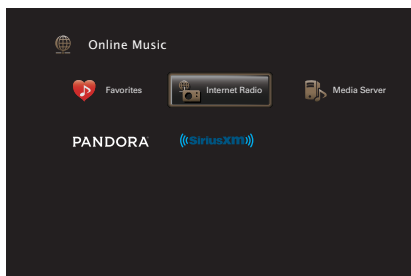 Online Music
Favorites Internet Radio Media Server
PANDORA ((SiriusXM))